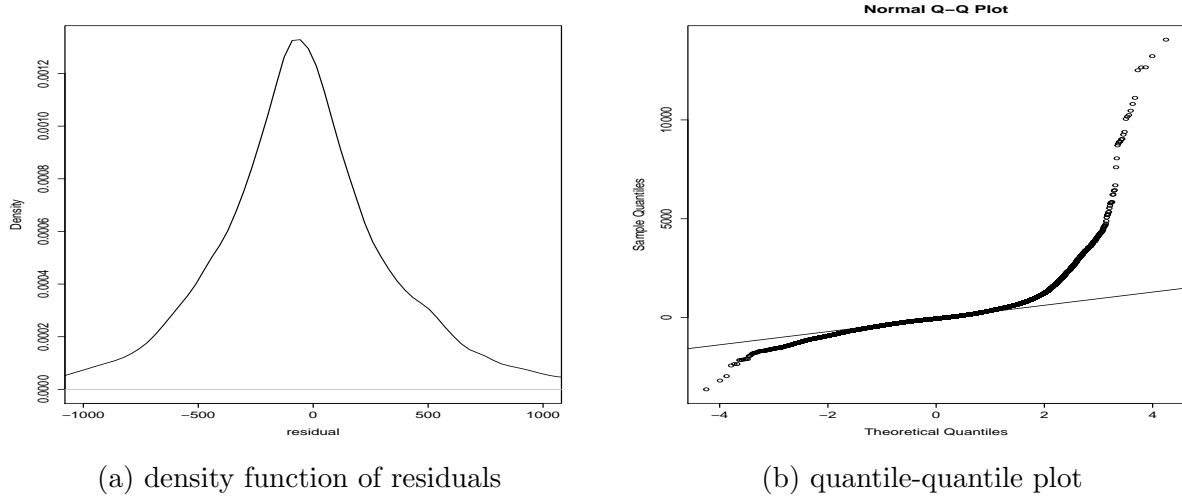 Normal Q−Q Plot
Density
0.0000
0.0002
0.0004
0.0006
0.0008
0.0010
0.0012
−1000
−500
0
500
1000
residual
Sample Quantiles
0
5000
10000
−4
−2
0
2
4
Theoretical Quantiles
(a) density function of residuals
(b) quantile-quantile plot